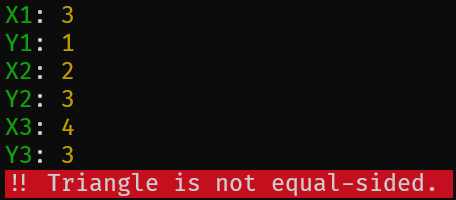 X1: 3
Y1: 1
X2: 2
Y2: 3
X3: 4
Y3: 3
!! Triangle is not equal-sided.